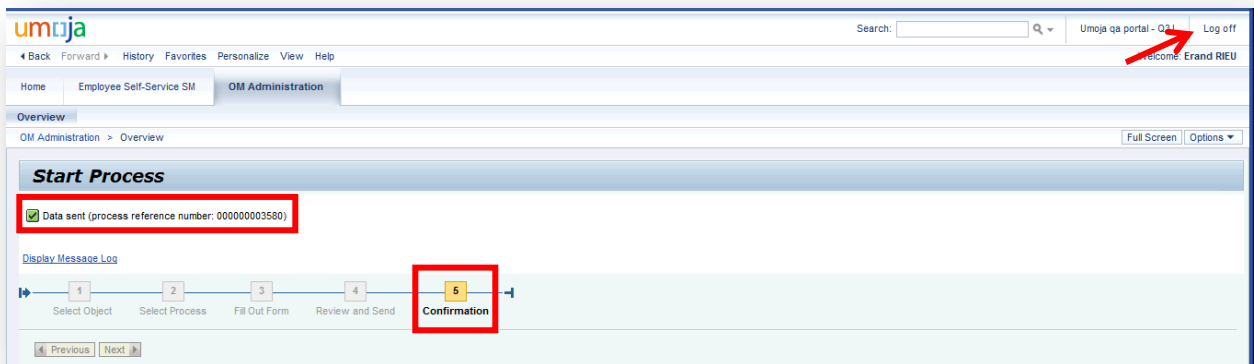 umoja
Search:
Umoja qa portal - Q3J
Log off
Back Forward History Favorites Personalize View Help
Welcome: Erand RIEU
Home Employee Self-Service SM OM Administration
Overview
OM Administration > Overview
Full Screen Options
Start Process
Data sent (process reference number: 000000003580)
Display Message Log
1 2 3 4 5
Select Object Select Process Fill Out Form Review and Send Confirmation
Previous Next